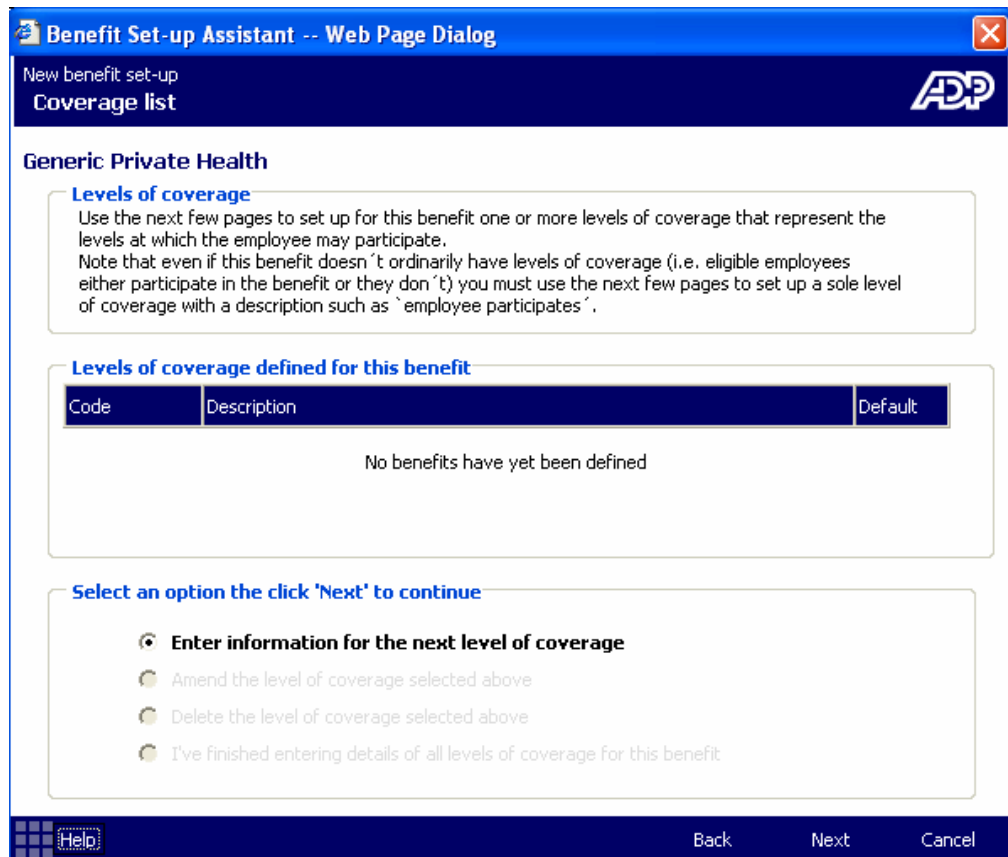 Benefit Set-up Assistant -- Web Page Dialog
New benefit set-up
Coverage list
ADP
Generic Private Health
Levels of coverage
Use the next few pages to set up for this benefit one or more levels of coverage that represent the
levels at which the employee may participate.
Note that even if this benefit doesn´t ordinarily have levels of coverage (i.e. eligible employees
either participate in the benefit or they don´t) you must use the next few pages to set up a sole level
of coverage with a description such as `employee participates´.
Levels of coverage defined for this benefit
Code Description Default
No benefits have yet been defined
Select an option the click 'Next' to continue
Enter information for the next level of coverage
Amend the level of coverage selected above
Delete the level of coverage selected above
I've finished entering details of all levels of coverage for this benefit
Help Back Next Cancel